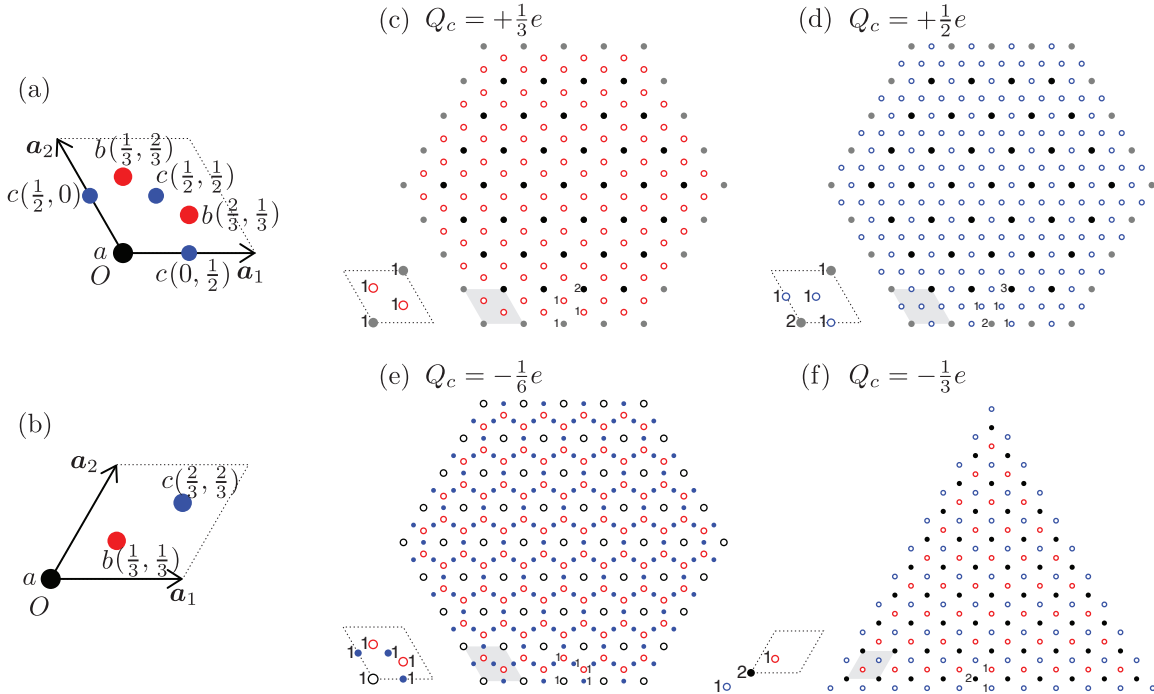 (a)
a₂
b(1/3, 2/3)
c(1/2, 1/2)
c(1/2, 0)
b(2/3, 1/3)
a
O
c(0, 1/2)
a₁
(b)
a₂
c(2/3, 2/3)
b(1/3, 1/3)
a
O
a₁
(c) Q_c = +1/3 e
1
1
1
1
2
1
1
1
(d) Q_c = +1/2 e
1
1 1
2 1
3
1 1
2 1
(e) Q_c = −1/6 e
1
1 1 1
1 1
1 1
1 1
(f) Q_c = −1/3 e
1
2
1
1
2